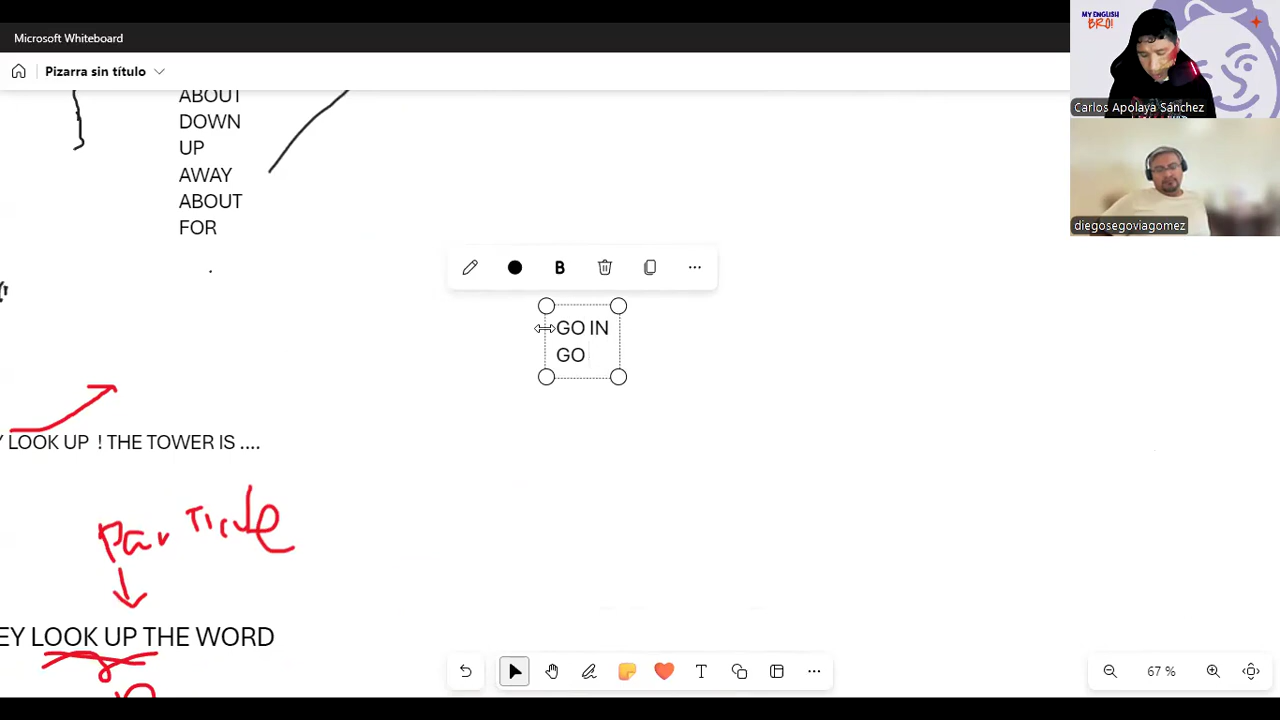 Microsoft Whiteboard
Pizarra sin título
ABOUT
DOWN
UP
AWAY
ABOUT
FOR
GO IN
GO
LOOK UP ! THE TOWER IS ....
Particle
EY LOOK UP THE WORD
67 %
MY ENGLISH
BRO!
Carlos Apolaya Sánchez
diegosegoviagomez